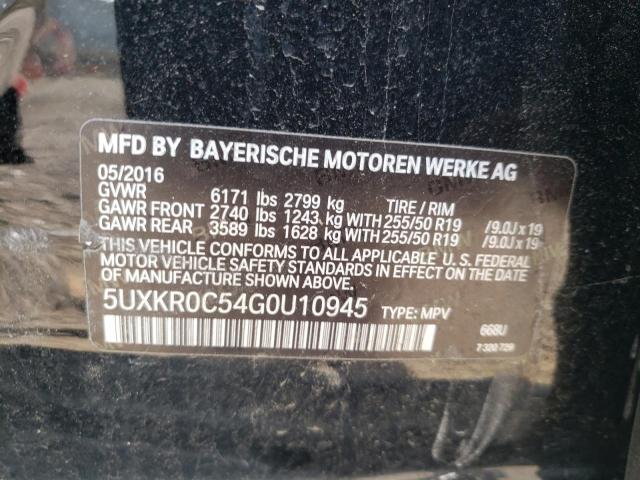 MFD BY BAYERISCHE MOTOREN WERKE AG
05/2016
GVWR 6171 lbs 2799 kg TIRE / RIM
GAWR FRONT 2740 lbs 1243 kg WITH 255/50 R19 /9.0J x 19
GAWR REAR 3589 lbs 1628 kg WITH 255/50 R19 /9.0J x 19
THIS VEHICLE CONFORMS TO ALL APPLICABLE U. S. FEDERAL
MOTOR VEHICLE SAFETY STANDARDS IN EFFECT ON THE DATE
OF MANUFACTURE SHOWN ABOVE.
5UXKR0C54G0U10945 TYPE: MPV
668U
7 320 729